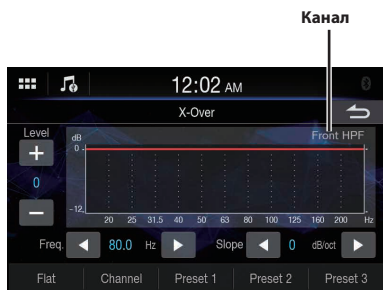 Канал
12:02 AM
X-Over
Level
dB
Front HPF
+
0
0
−
-12
20 25 31.5 40 50 63 80 100 125 160 200 Hz
Freq. 80.0 Hz Slope 0 dB/oct
Flat Channel Preset 1 Preset 2 Preset 3